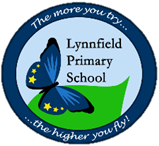 The more you try...
Lynnfield
Primary
School
...the higher you fly!